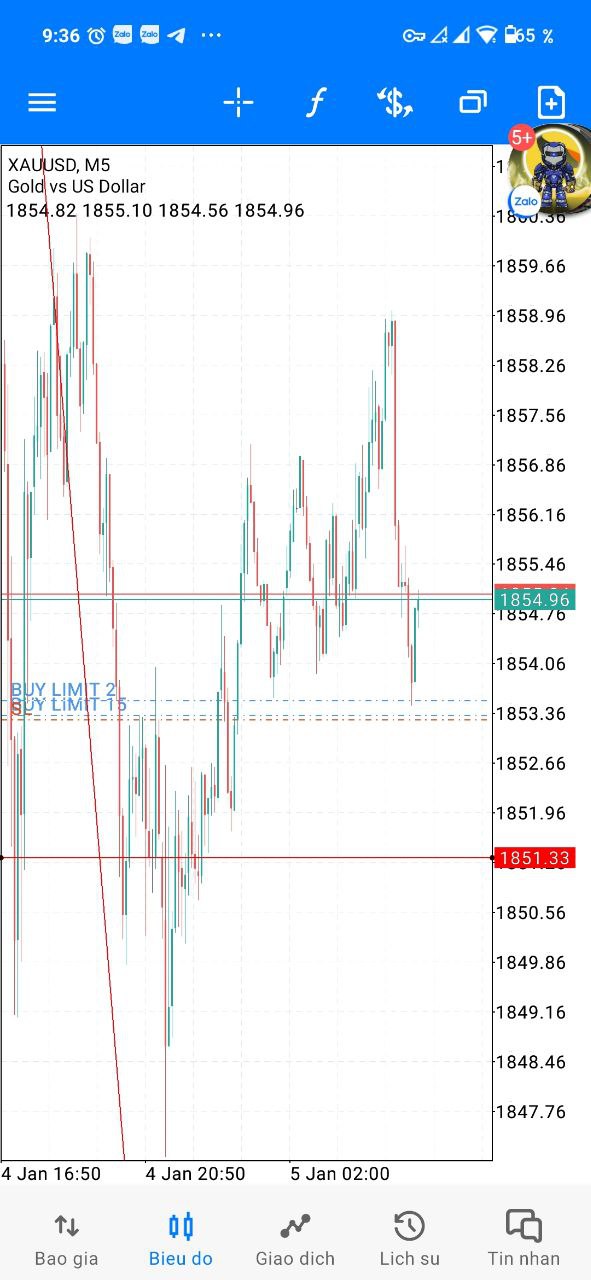 9:36 Zalo Zalo ... 65 %
XAUUSD, M5
Gold vs US Dollar
1854.82 1855.10 1854.56 1854.96
5+
Zalo
1860.36
1859.66
1858.96
1858.26
1857.56
1856.86
1856.16
1855.46
1854.96
1854.76
1854.06
BUY LIMIT 2
1853.36
BUY LIMIT 15
SL
1852.66
1851.96
1851.33
1850.56
1849.86
1849.16
1848.46
1847.76
4 Jan 16:50 4 Jan 20:50 5 Jan 02:00
Bao gia Bieu do Giao dich Lich su Tin nhan